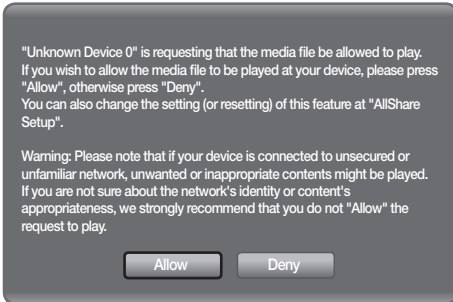 "Unknown Device 0" is requesting that the media file be allowed to play.
If you wish to allow the media file to be played at your device, please press
"Allow", otherwise press "Deny".
You can also change the setting (or resetting) of this feature at "AllShare
Setup".
Warning: Please note that if your device is connected to unsecured or
unfamiliar network, unwanted or inappropriate contents might be played.
If you are not sure about the network's identity or content's
appropriateness, we strongly recommend that you do not "Allow" the
request to play.
Allow
Deny